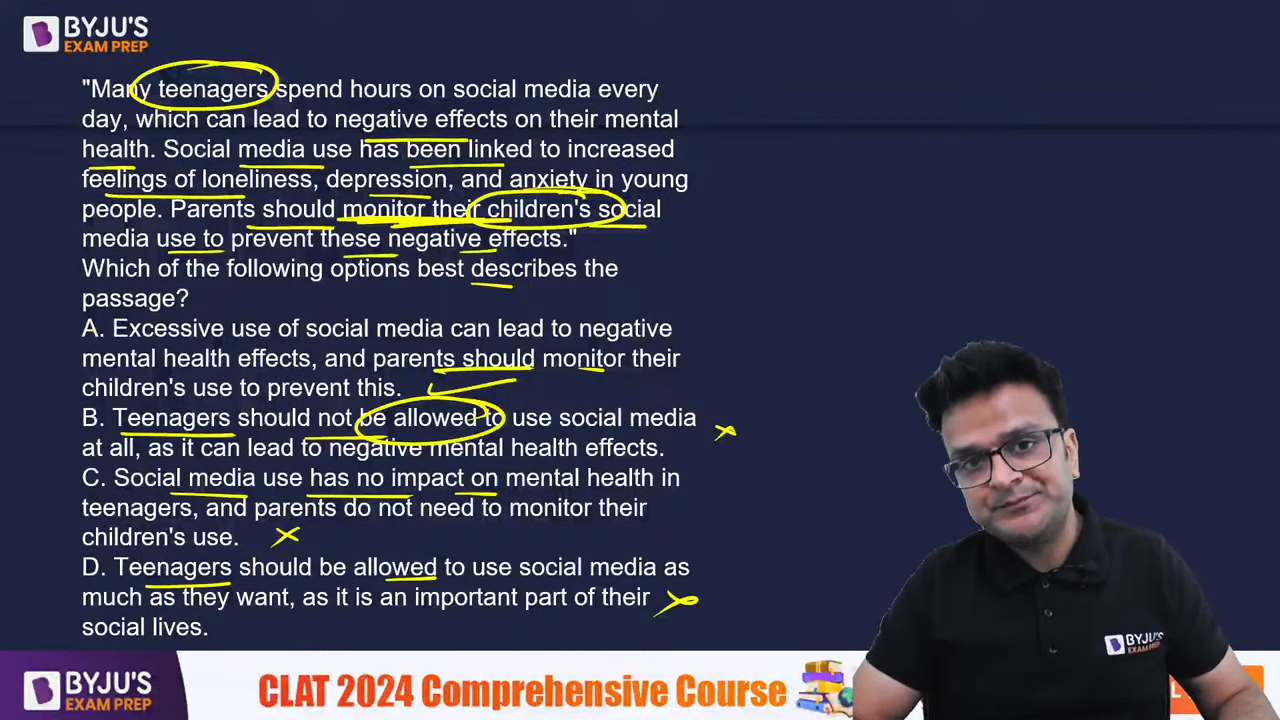 BYJU'S
EXAM PREP
"Many teenagers spend hours on social media every
day, which can lead to negative effects on their mental
health. Social media use has been linked to increased
feelings of loneliness, depression, and anxiety in young
people. Parents should monitor their children's social
media use to prevent these negative effects."
Which of the following options best describes the
passage?
A. Excessive use of social media can lead to negative
mental health effects, and parents should monitor their
children's use to prevent this.
B. Teenagers should not be allowed to use social media
at all, as it can lead to negative mental health effects.
C. Social media use has no impact on mental health in
teenagers, and parents do not need to monitor their
children's use.
D. Teenagers should be allowed to use social media as
much as they want, as it is an important part of their
social lives.
BYJU'S
EXAM PREP
BYJU'S
EXAM PREP
CLAT 2024 Comprehensive Course